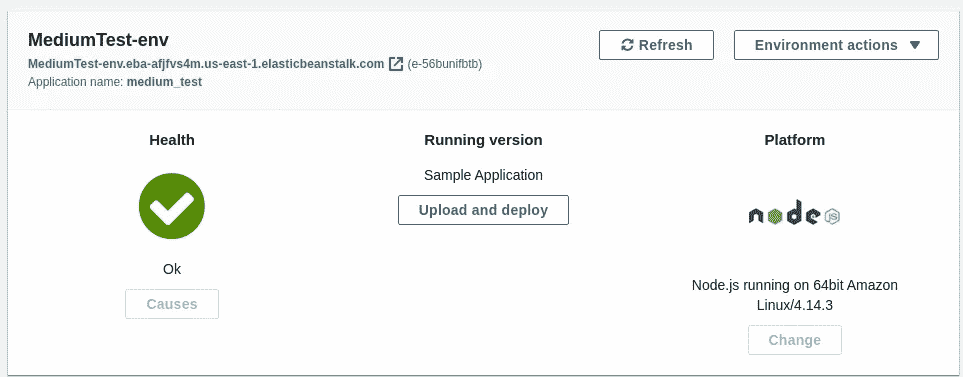 MediumTest-env
Refresh
Environment actions
MediumTest-env.eba-afjfvs4m.us-east-1.elasticbeanstalk.com (e-56bunifbtb)
Application name: medium_test
Health
Running version
Platform
Sample Application
Upload and deploy
node
JS
Ok
Causes
Node.js running on 64bit Amazon
Linux/4.14.3
Change